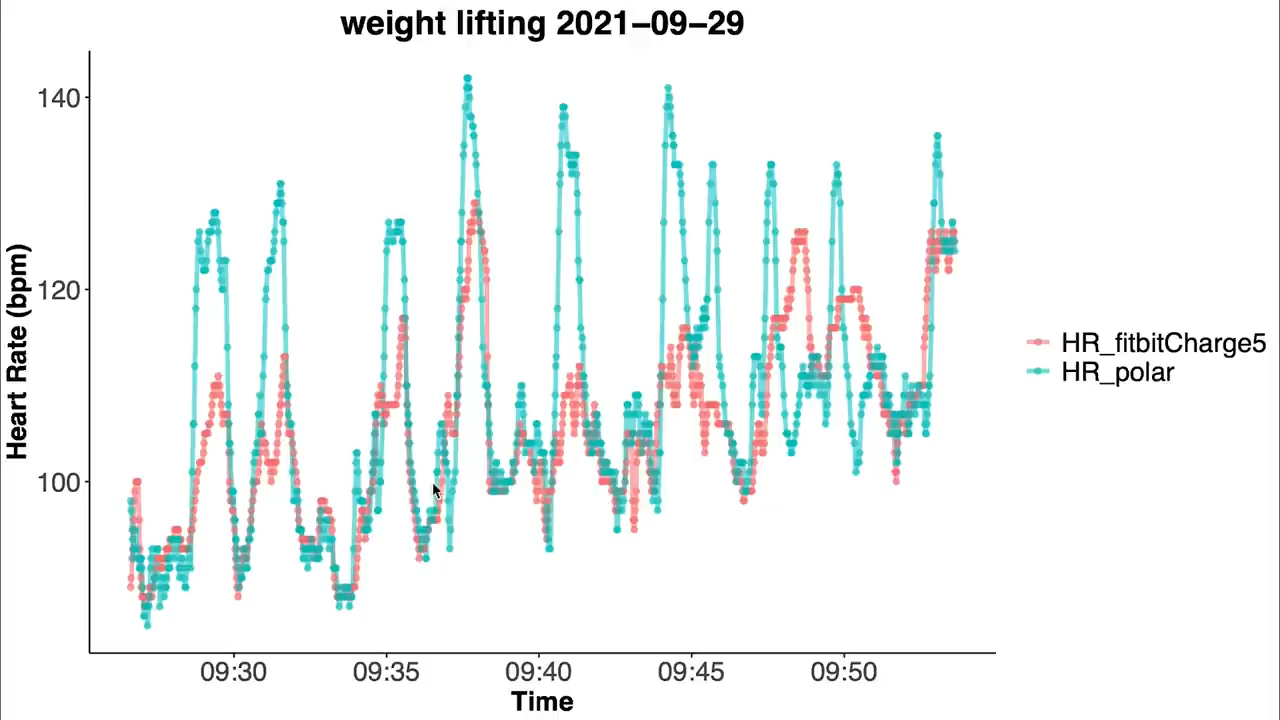 weight lifting 2021−09−29
Heart Rate (bpm)
140
120
100
HR_fitbitCharge5
HR_polar
09:30
09:35
09:40
09:45
09:50
Time